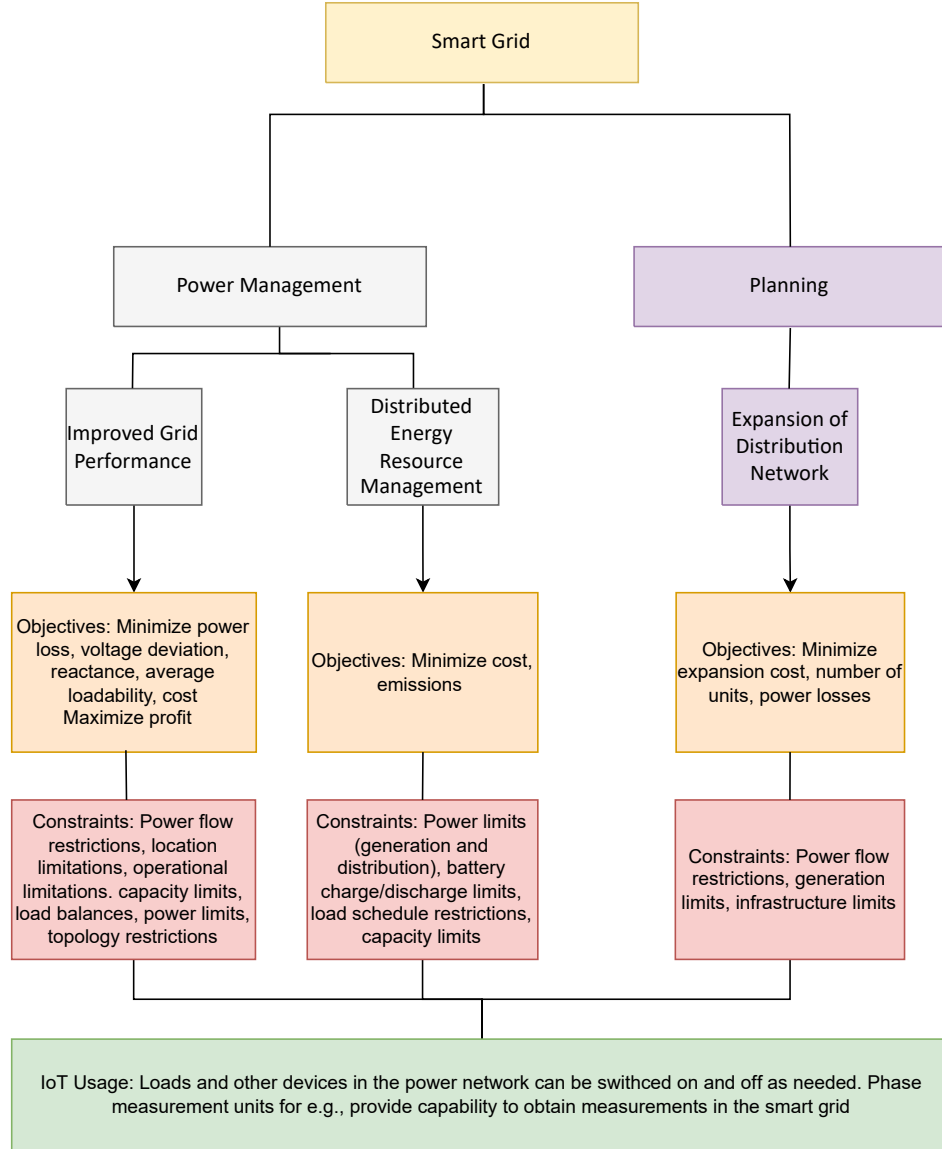 Smart Grid
Power Management
Planning
Improved Grid
Performance
Distributed
Energy
Resource
Management
Expansion of
Distribution
Network
Objectives: Minimize power
loss, voltage deviation,
reactance, average
loadability, cost
Maximize profit
Objectives: Minimize cost,
emissions
Objectives: Minimize
expansion cost, number of
units, power losses
Constraints: Power flow
restrictions, location
limitations, operational
limitations. capacity limits,
load balances, power limits,
topology restrictions
Constraints: Power limits
(generation and
distribution), battery
charge/discharge limits,
load schedule restrictions,
capacity limits
Constraints: Power flow
restrictions, generation
limits, infrastructure limits
IoT Usage: Loads and other devices in the power network can be swithced on and off as needed. Phase
measurement units for e.g., provide capability to obtain measurements in the smart grid